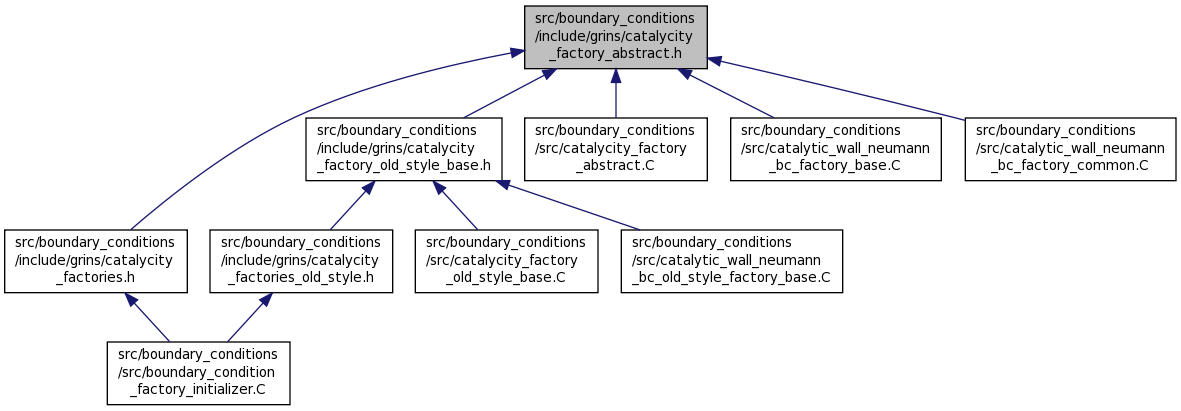 src/boundary_conditions
/include/grins/catalycity
_factory_abstract.h
src/boundary_conditions
/include/grins/catalycity
_factory_old_style_base.h
src/boundary_conditions
/src/catalycity_factory
_abstract.C
src/boundary_conditions
/src/catalytic_wall_neumann
_bc_factory_base.C
src/boundary_conditions
/src/catalytic_wall_neumann
_bc_factory_common.C
src/boundary_conditions
/include/grins/catalycity
_factories.h
src/boundary_conditions
/include/grins/catalycity
_factories_old_style.h
src/boundary_conditions
/src/catalycity_factory
_old_style_base.C
src/boundary_conditions
/src/catalytic_wall_neumann
_bc_old_style_factory_base.C
src/boundary_conditions
/src/boundary_condition
_factory_initializer.C